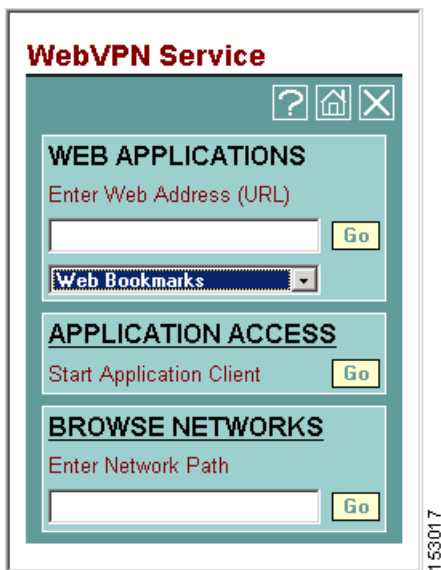 WebVPN Service
?
WEB APPLICATIONS
Enter Web Address (URL)
Go
Web Bookmarks
APPLICATION ACCESS
Start Application Client Go
BROWSE NETWORKS
Enter Network Path
Go
153017